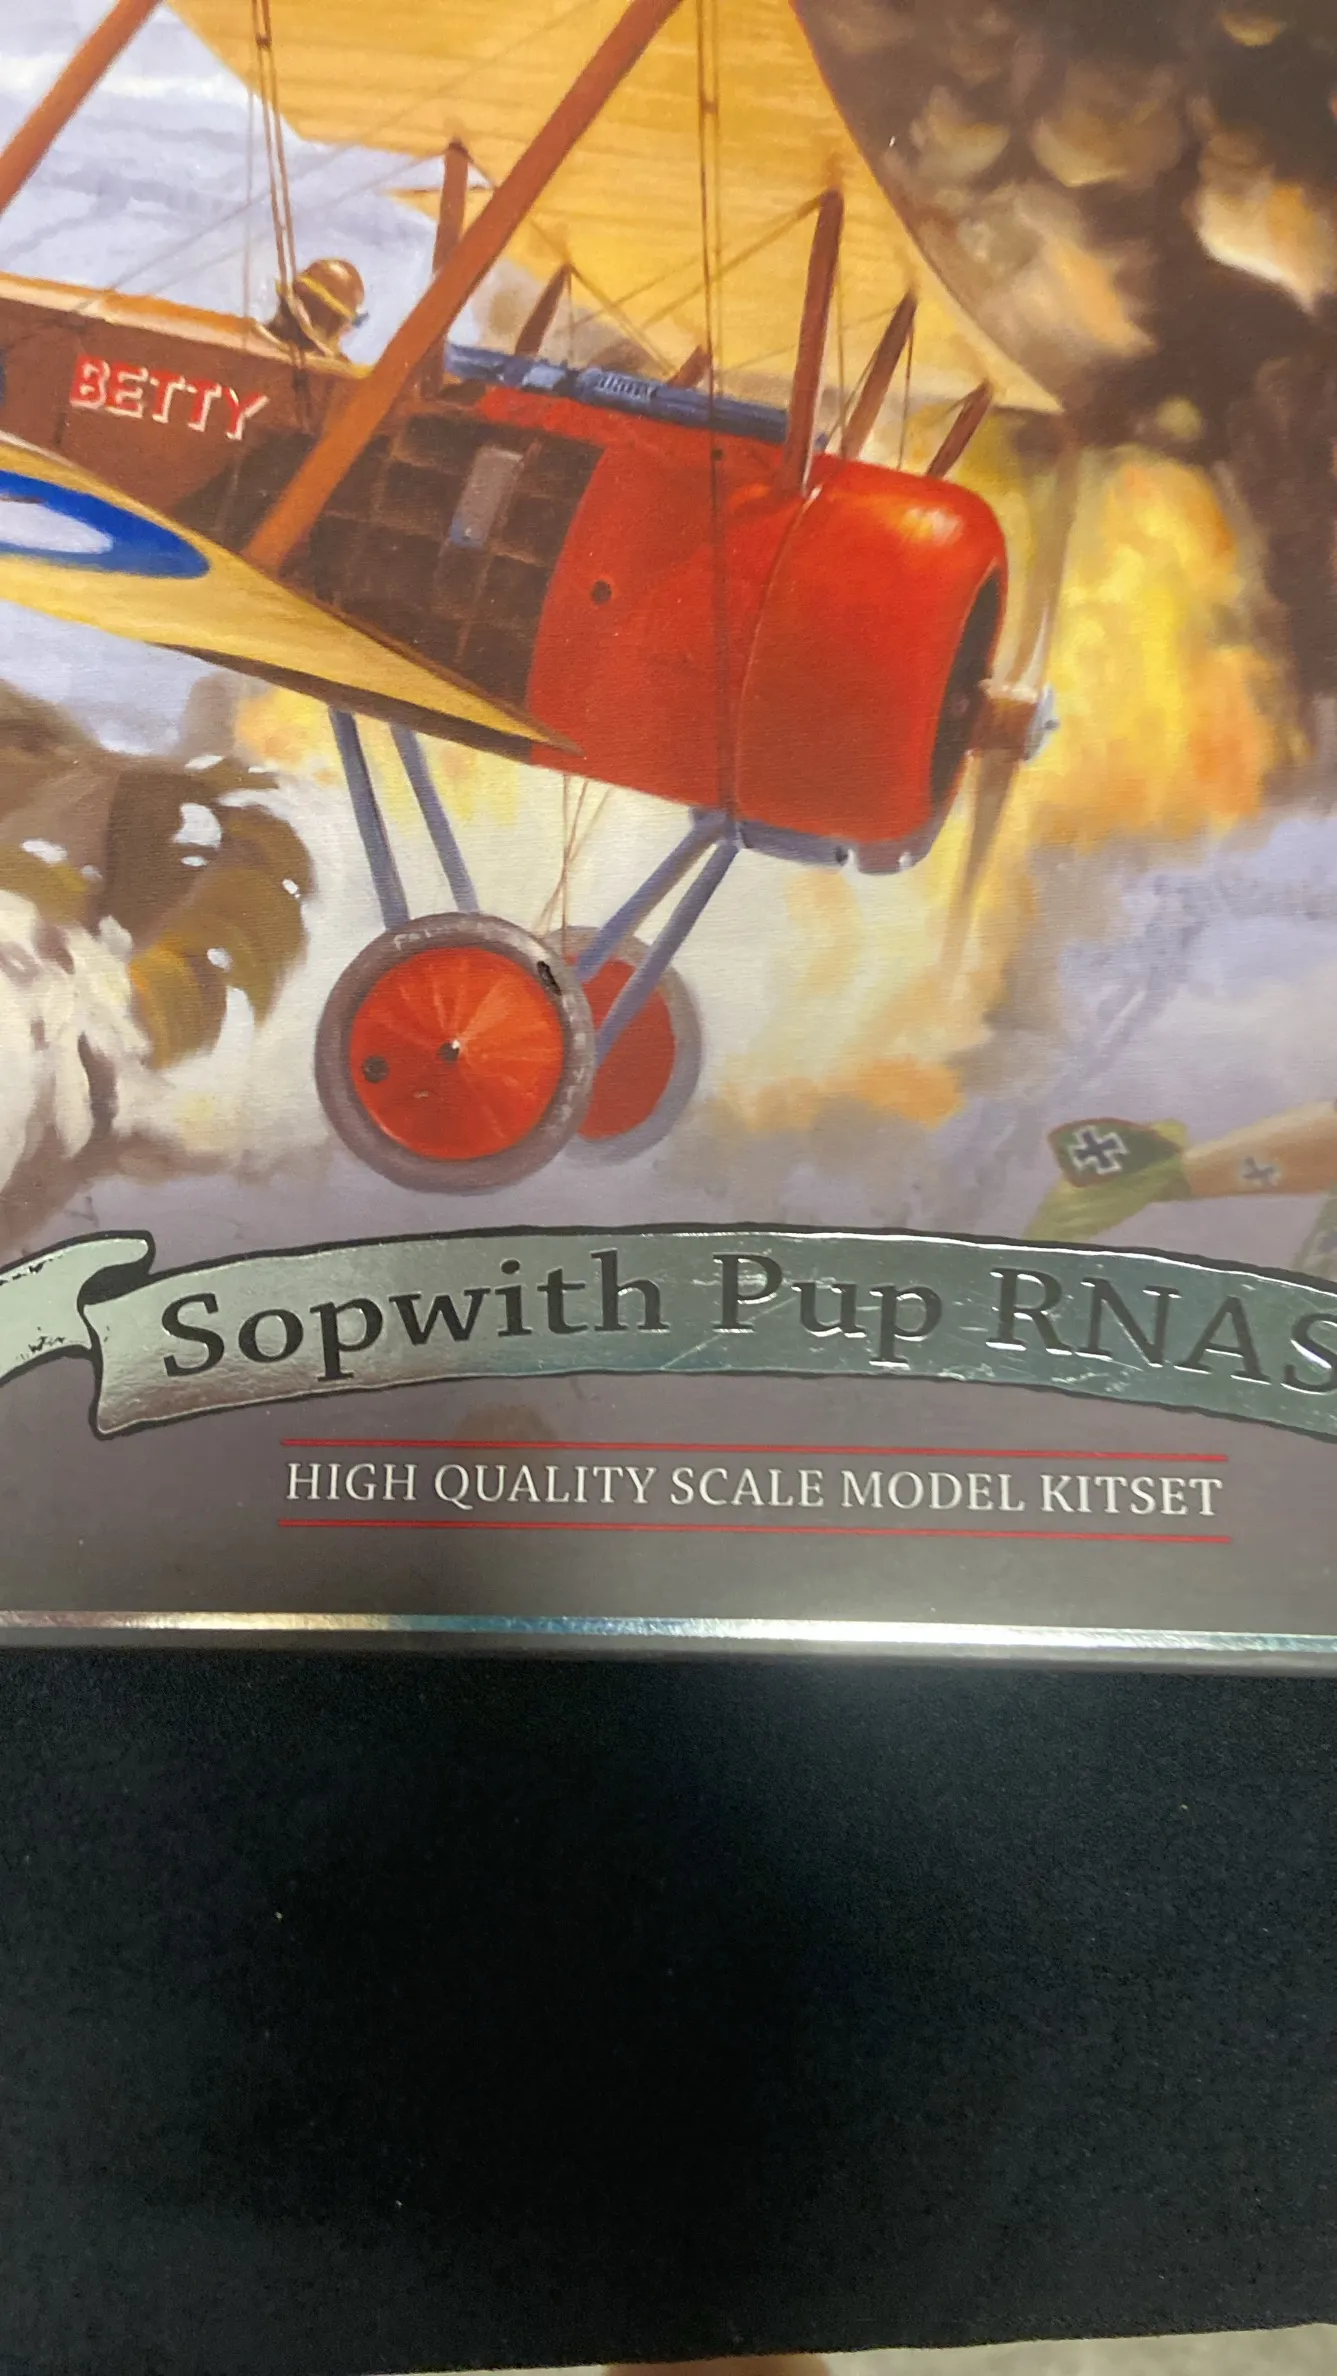 BETTY
Sopwith Pup RNAS
HIGH QUALITY SCALE MODEL KITSET